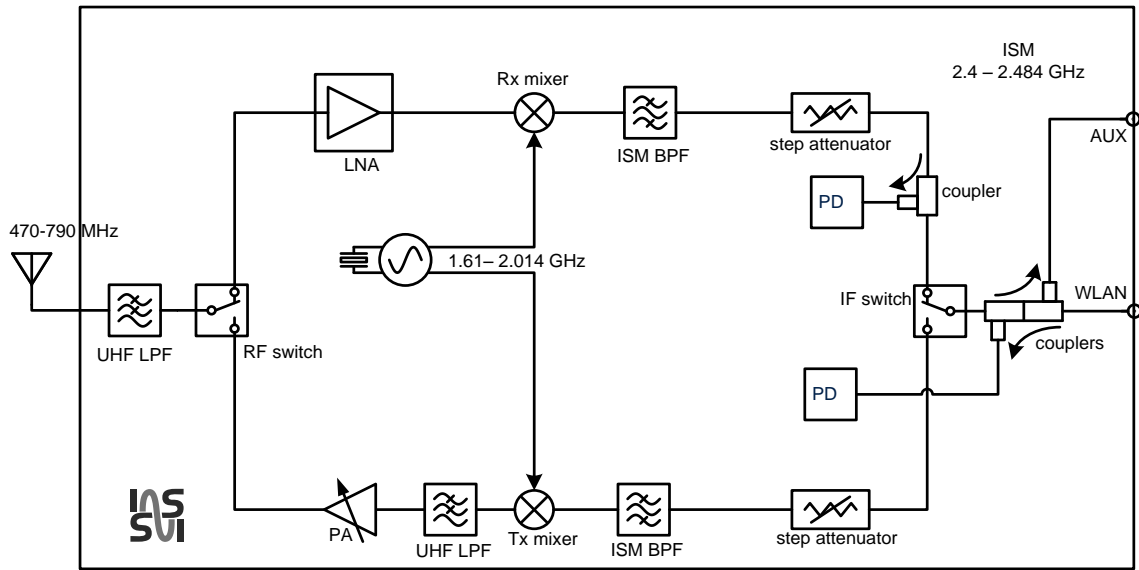 ISM
2.4 – 2.484 GHz
Rx mixer
AUX
LNA
ISM BPF
step attenuator
PD
coupler
470-790 MHz
1.61– 2.014 GHz
WLAN
IF switch
UHF LPF
RF switch
couplers
PD
PA
UHF LPF
Tx mixer
ISM BPF
step attenuator